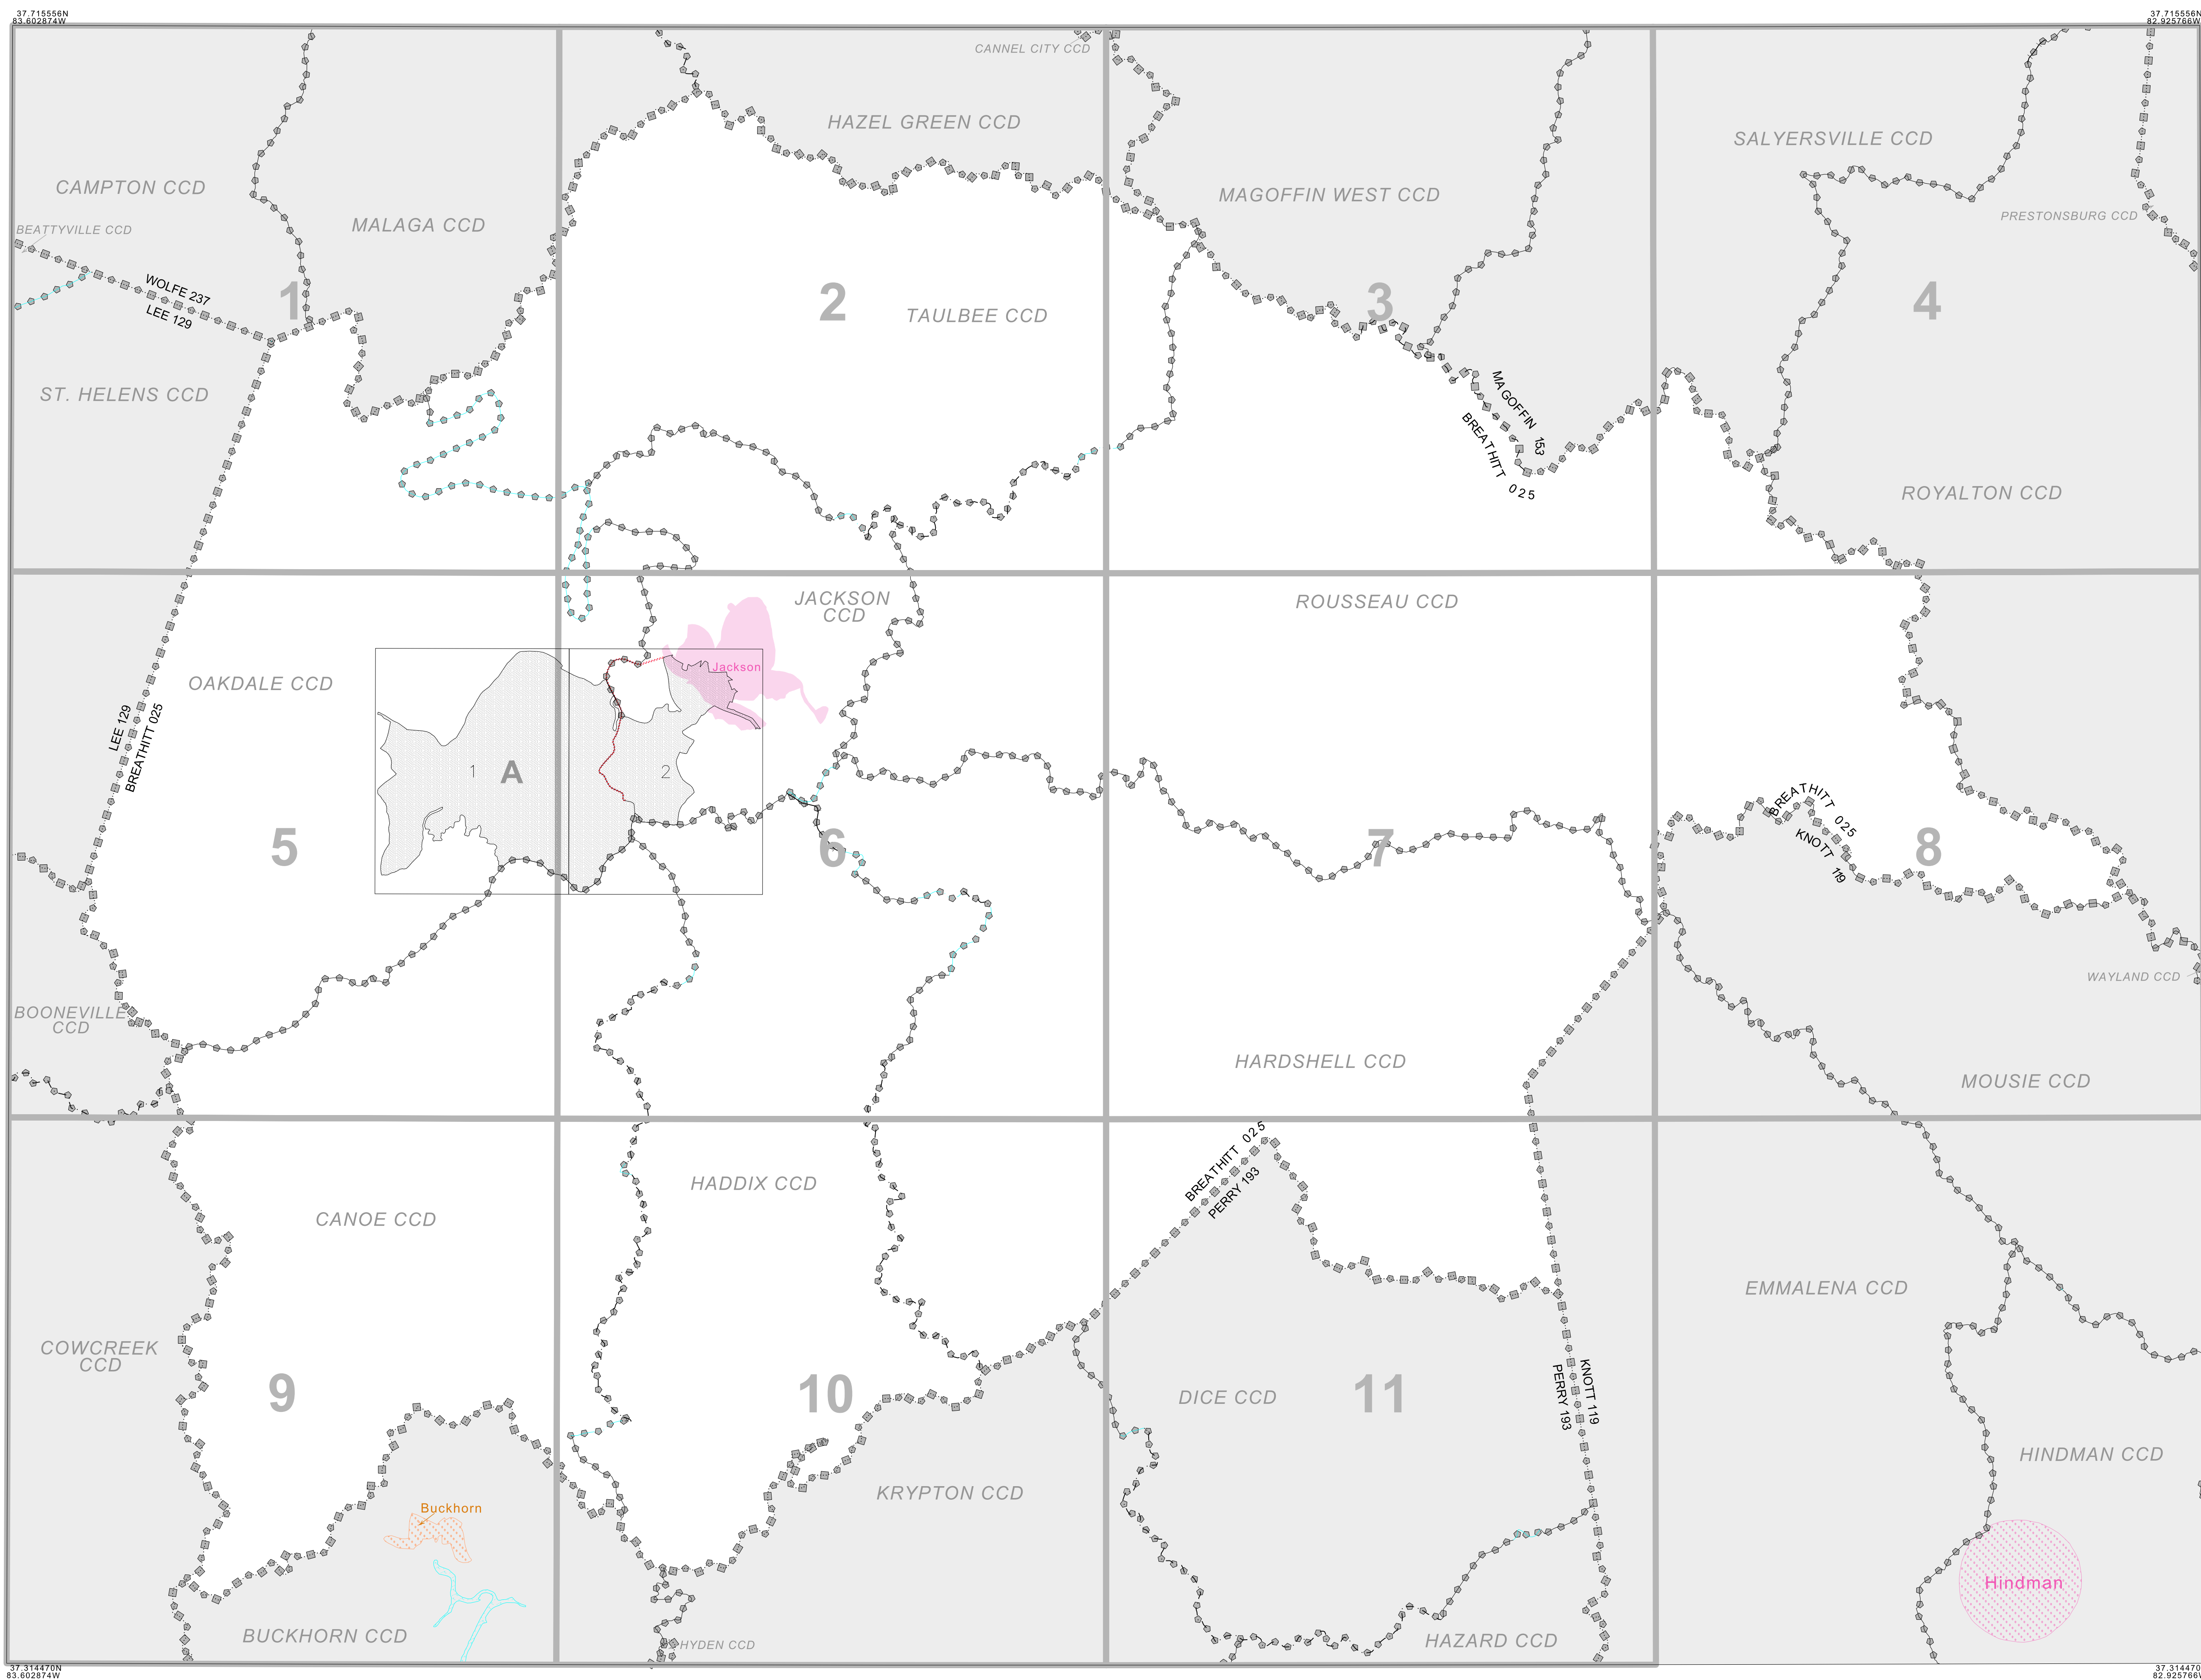 37.715556N
83.602874W
37.715556N
82.925766W
CANNEL CITY CCD
HAZEL GREEN CCD
SALYERSVILLE CCD
CAMPTON CCD
MAGOFFIN WEST CCD
PRESTONSBURG CCD
MALAGA CCD
BEATTYVILLE CCD
WOLFE 237
LEE 129
1
2
TAULBEE CCD
3
4
ST. HELENS CCD
MAGOFFIN 153
BREATHITT 025
ROYALTON CCD
JACKSON
CCD
ROUSSEAU CCD
Jackson
OAKDALE CCD
LEE 129
BREATHITT 025
1
A
2
BREATHITT 025
KNOTT 119
5
6
7
8
WAYLAND CCD
BOONEVILLE
CCD
HARDSHELL CCD
MOUSIE CCD
BREATHITT 025
PERRY 193
HADDIX CCD
CANOE CCD
EMMALENA CCD
COWCREEK
CCD
9
10
DICE CCD
11
KNOTT 119
PERRY 193
HINDMAN CCD
KRYPTON CCD
Buckhorn
Hindman
BUCKHORN CCD
HYDEN CCD
HAZARD CCD
37.314470N
83.602874W
37.314470N
82.925766W